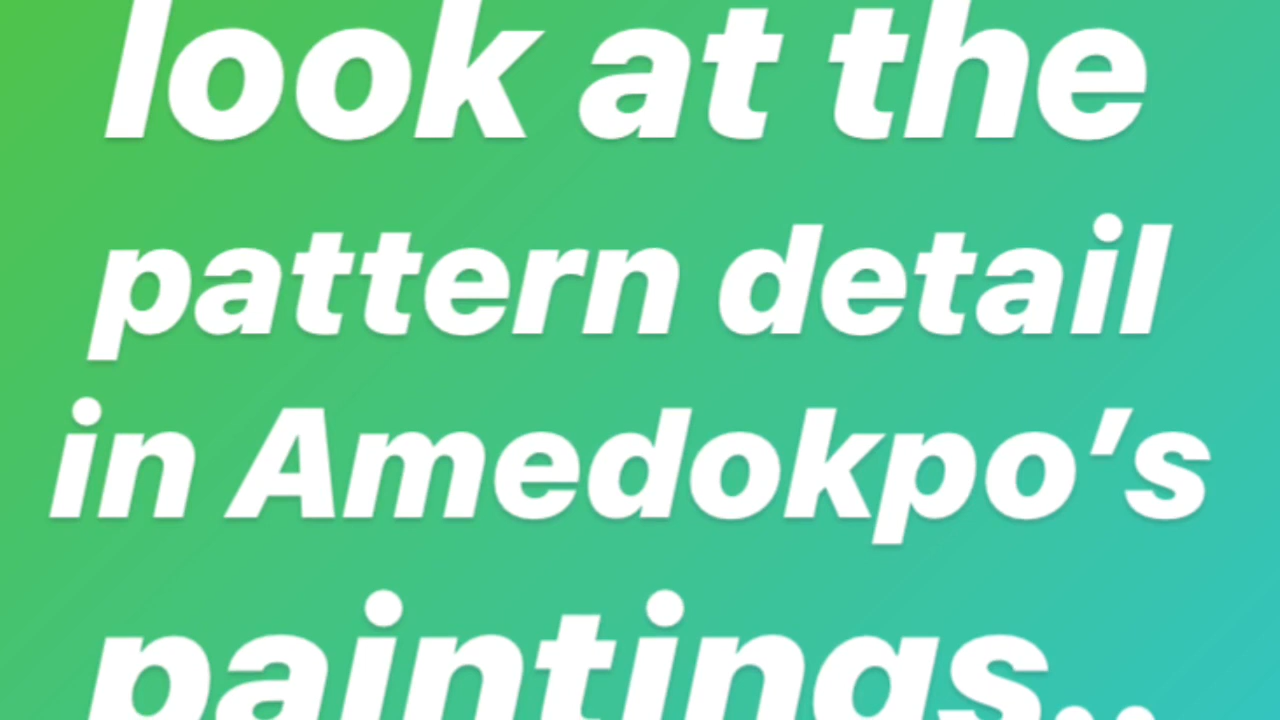 look at the
pattern detail
in Amedokpo’s
paintings..